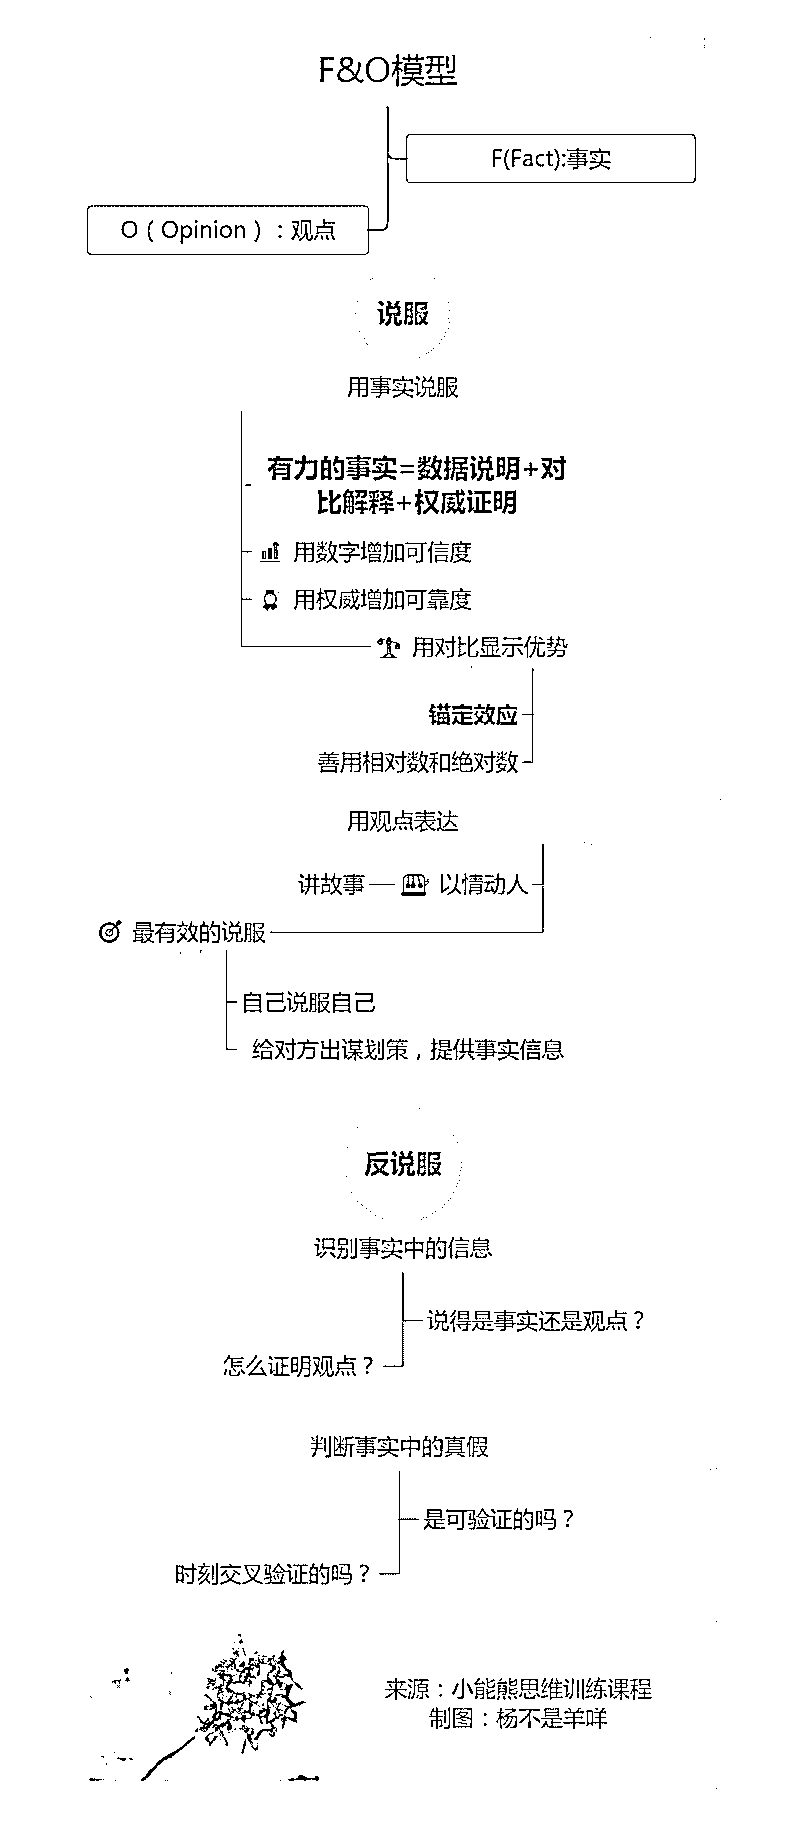 F&O模型
F(Fact):事实
O（Opinion）：观点
说服
用事实说服
有力的事实=数据说明+对
比解释+权威证明
用数字增加可信度
用权威增加可靠度
用对比显示优势
锚定效应
善用相对数和绝对数
用观点表达
讲故事 以情动人
最有效的说服
自己说服自己
给对方出谋划策，提供事实信息
反说服
识别事实中的信息
说得是事实还是观点？
怎么证明观点？
判断事实中的真假
是可验证的吗？
时刻交叉验证的吗？
来源：小能熊思维训练课程
制图：杨不是羊咩